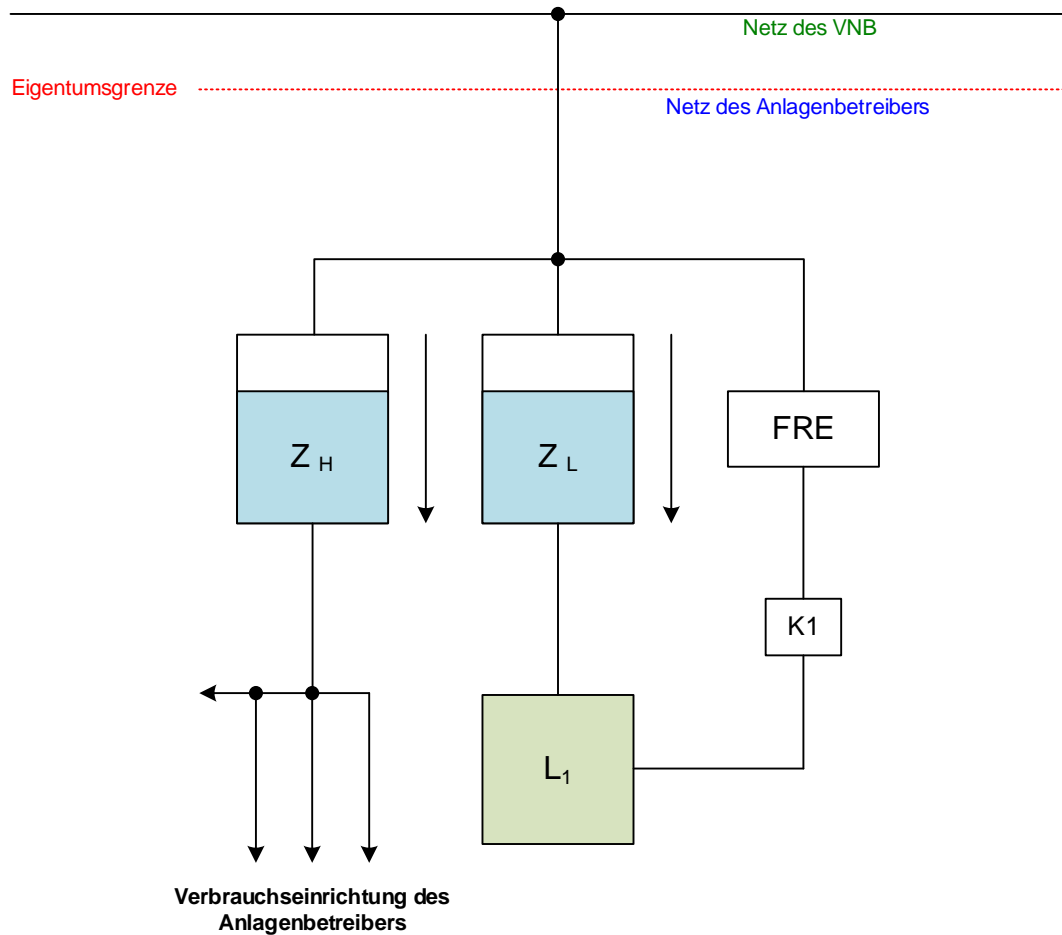 Netz des VNB
Eigentumsgrenze
Netz des Anlagenbetreibers
Z H
Z L
FRE
K1
L1
Verbrauchseinrichtung des
Anlagenbetreibers